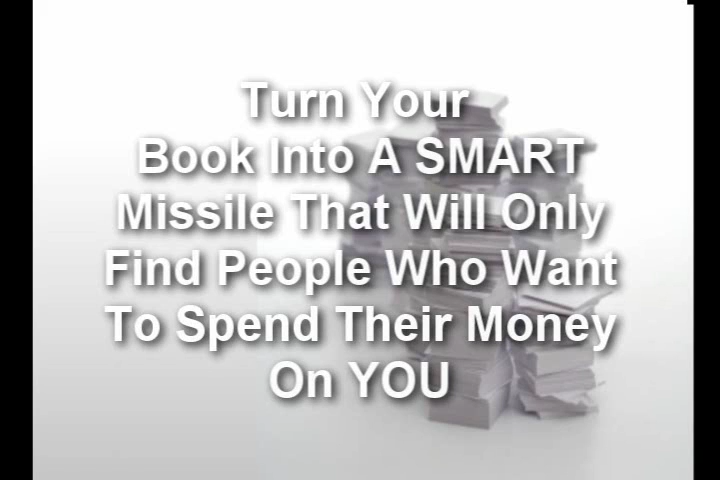 Turn Your
Book Into A SMART
Missile That Will Only
Find People Who Want
To Spend Their Money
On YOU